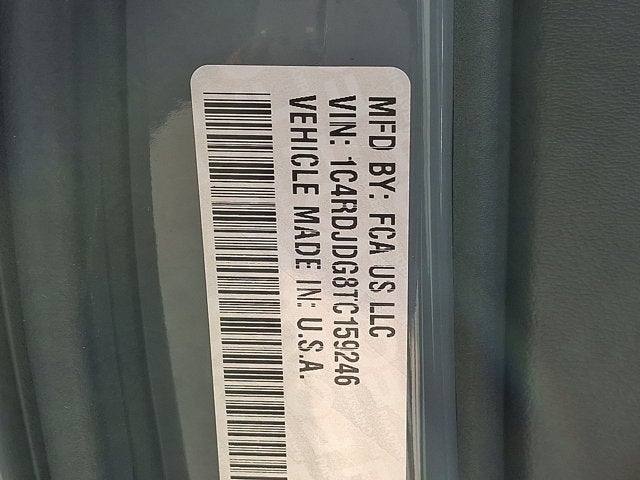 MFD BY: FCA US LLC
VIN: 1C4RDJDG8TC159246
VEHICLE MADE IN: U.S.A.